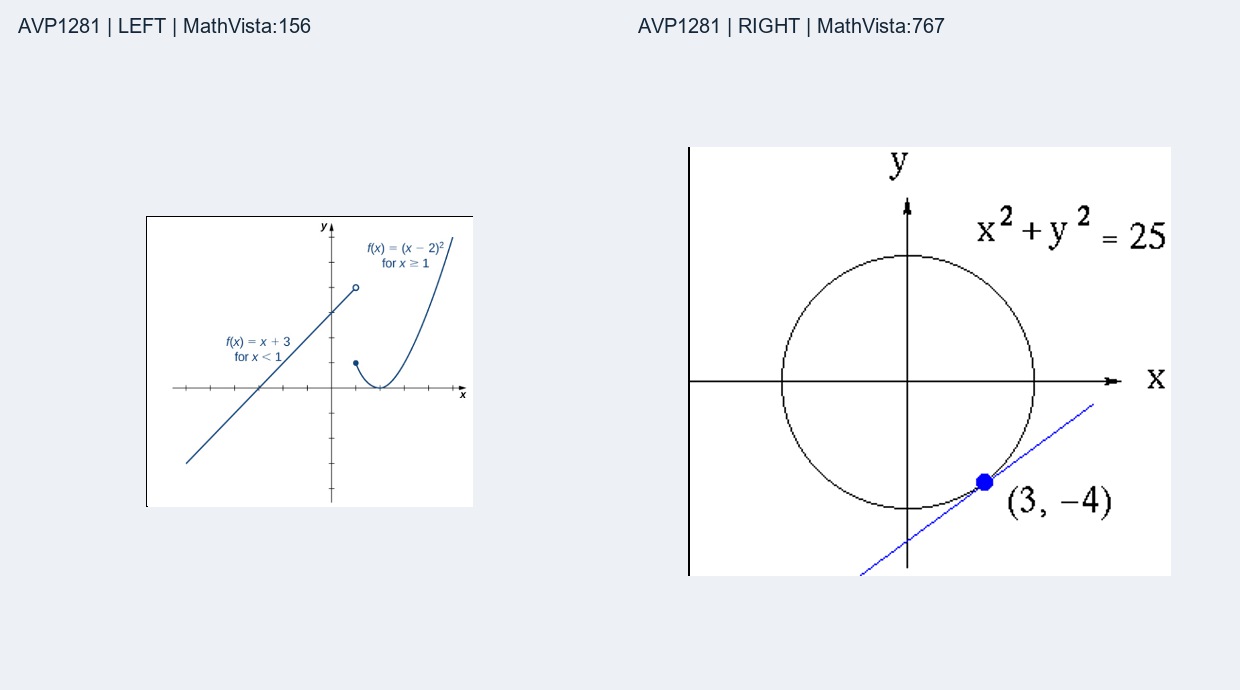 AVP1281 | LEFT | MathVista:156
y
f(x) = (x − 2)²
for x ≥ 1
f(x) = x + 3
for x < 1
x
AVP1281 | RIGHT | MathVista:767
y
x² + y² = 25
x
(3, −4)